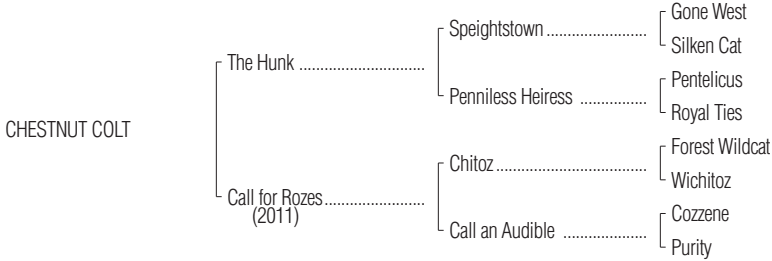 Gone West
Speightstown ..........................
Silken Cat
The Hunk .................................
Pentelicus
Penniless Heiress .................
Royal Ties
CHESTNUT COLT
Forest Wildcat
Chitoz.......................................
Wichitoz
Call for Rozes..........................
(2011)
Cozzene
Call an Audible .....................
Purity